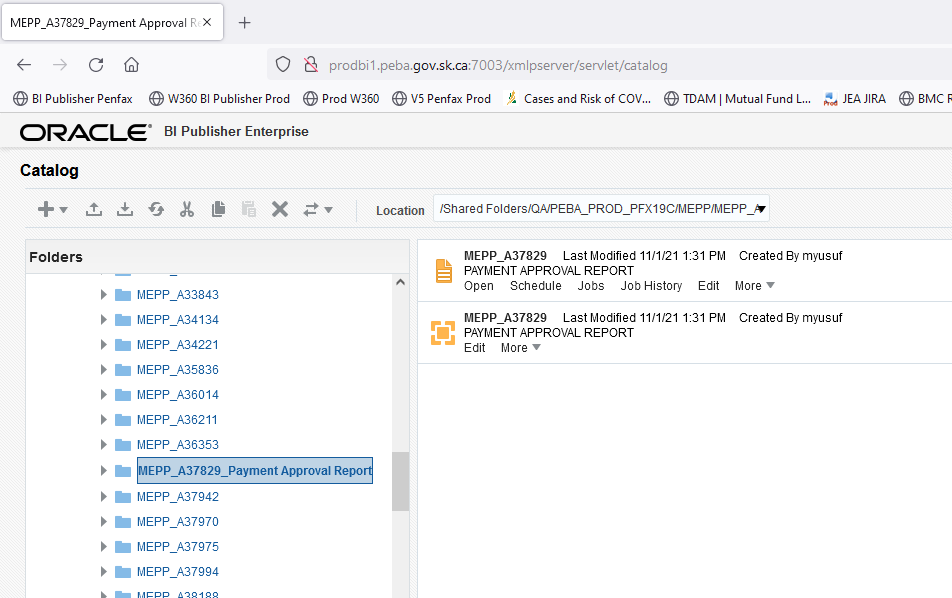 MEPP_A37829_Payment Approval R
prodbi1.peba.gov.sk.ca:7003/xmlpserver/servlet/catalog
BI Publisher Penfax W360 BI Publisher Prod Prod W360 V5 Penfax Prod Cases and Risk of COV... TDAM | Mutual Fund L... JEA JIRA BMC R
ORACLE® BI Publisher Enterprise
Catalog
Location /Shared Folders/QA/PEBA_PROD_PFX19C/MEPP/MEPP_A
Folders
MEPP_A33843
MEPP_A34134
MEPP_A34221
MEPP_A35836
MEPP_A36014
MEPP_A36211
MEPP_A36353
MEPP_A37829_Payment Approval Report
MEPP_A37942
MEPP_A37970
MEPP_A37975
MEPP_A37994
MEPP_A38188
MEPP_A37829 Last Modified 11/1/21 1:31 PM Created By myusuf
PAYMENT APPROVAL REPORT
Open Schedule Jobs Job History Edit More
MEPP_A37829 Last Modified 11/1/21 1:31 PM Created By myusuf
PAYMENT APPROVAL REPORT
Edit More